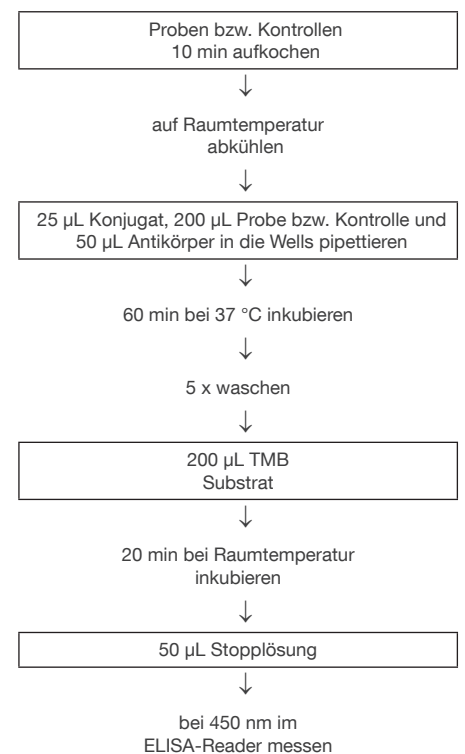 Proben bzw. Kontrollen
10 min aufkochen
auf Raumtemperatur
abkühlen
25 µL Konjugat, 200 µL Probe bzw. Kontrolle und
50 µL Antikörper in die Wells pipettieren
60 min bei 37 °C inkubieren
5 x waschen
200 µL TMB
Substrat
20 min bei Raumtemperatur
inkubieren
50 µL Stopplösung
bei 450 nm im
ELISA-Reader messen